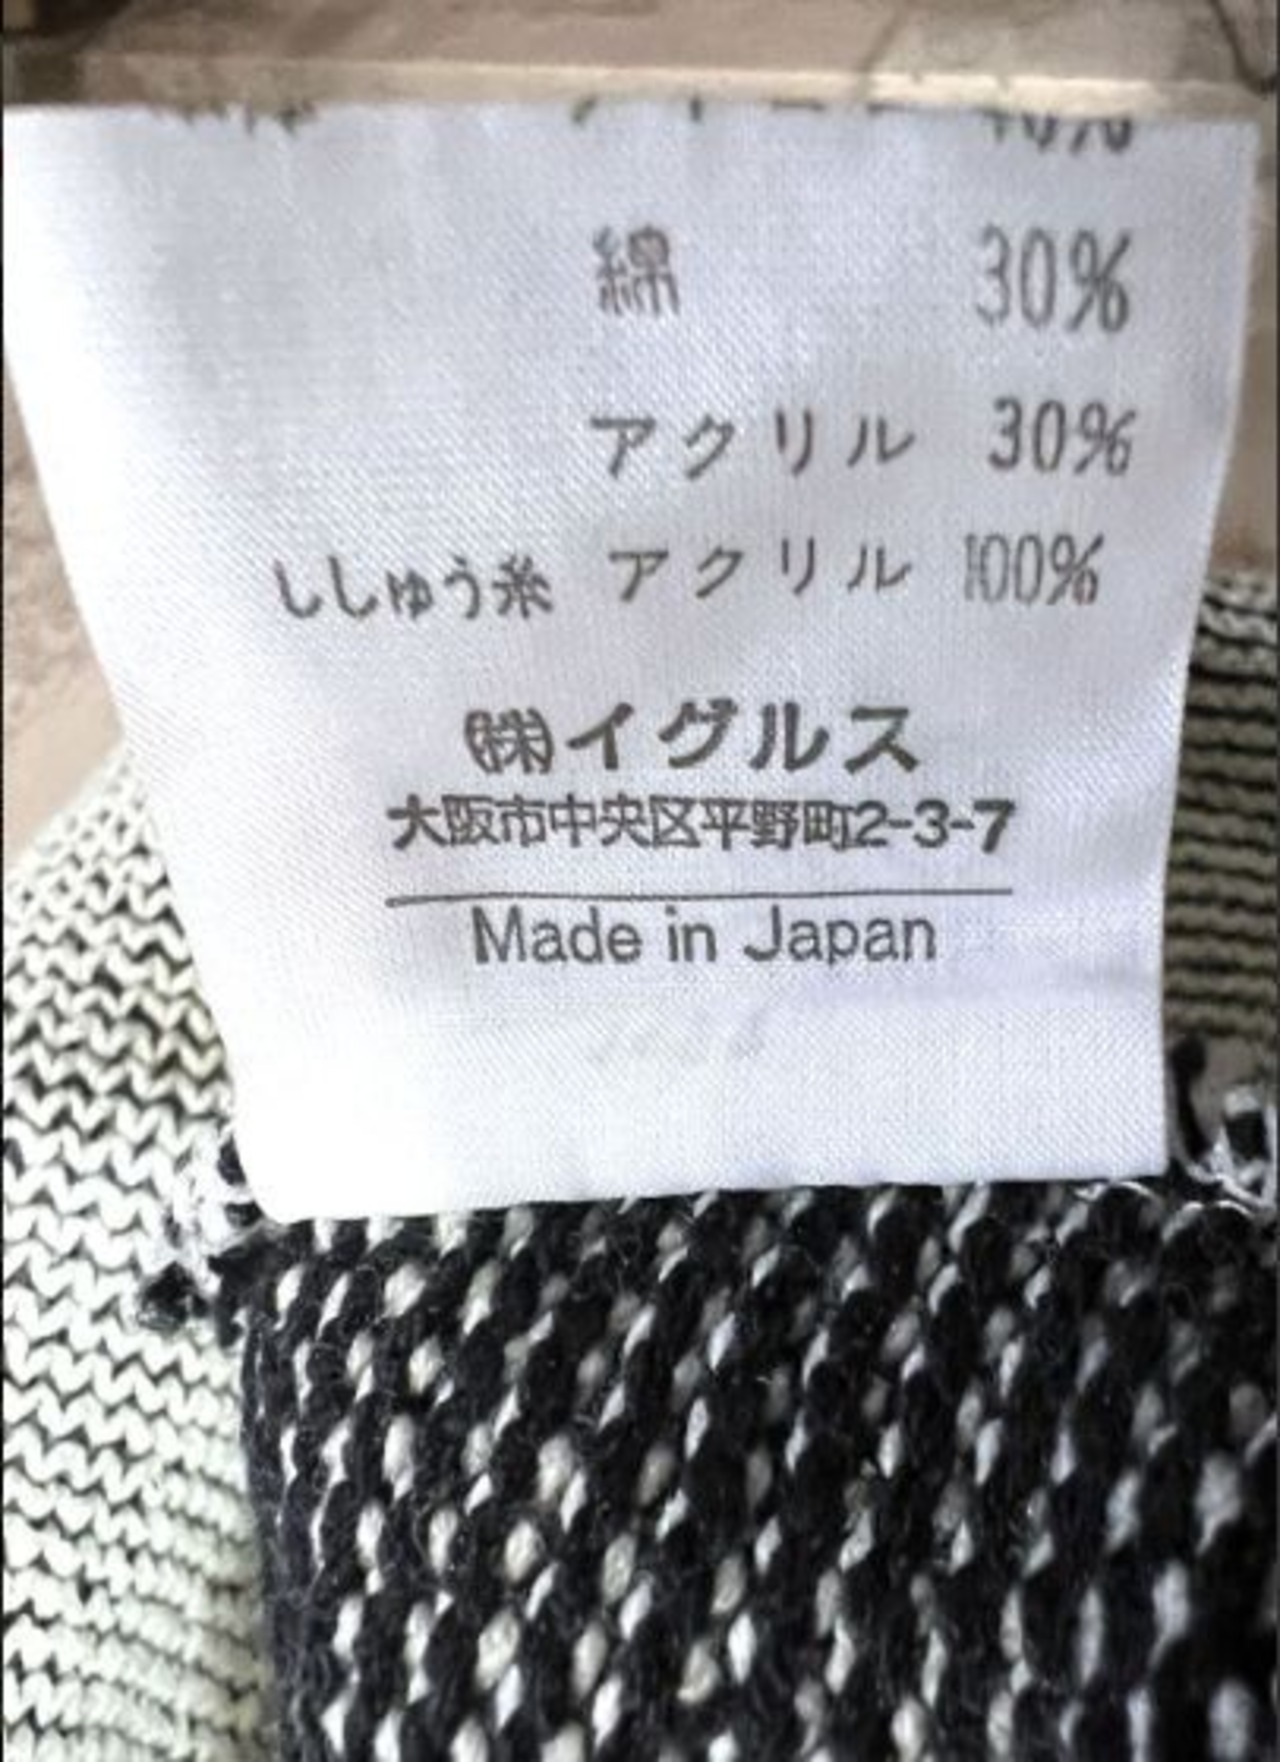 綿 30%
アクリル 30%
ししゅう糸 アクリル 100%
㈱イグルス
大阪市中央区平野町2-3-7
Made in Japan